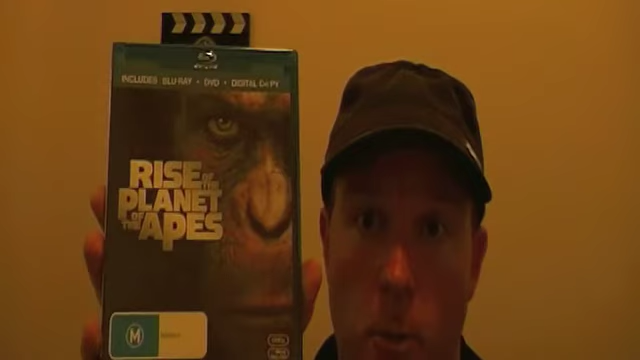 INCLUDES BLU-RAY • DVD • DIGITAL COPY
RISE OF THE
PLANET
OF THE APES
M